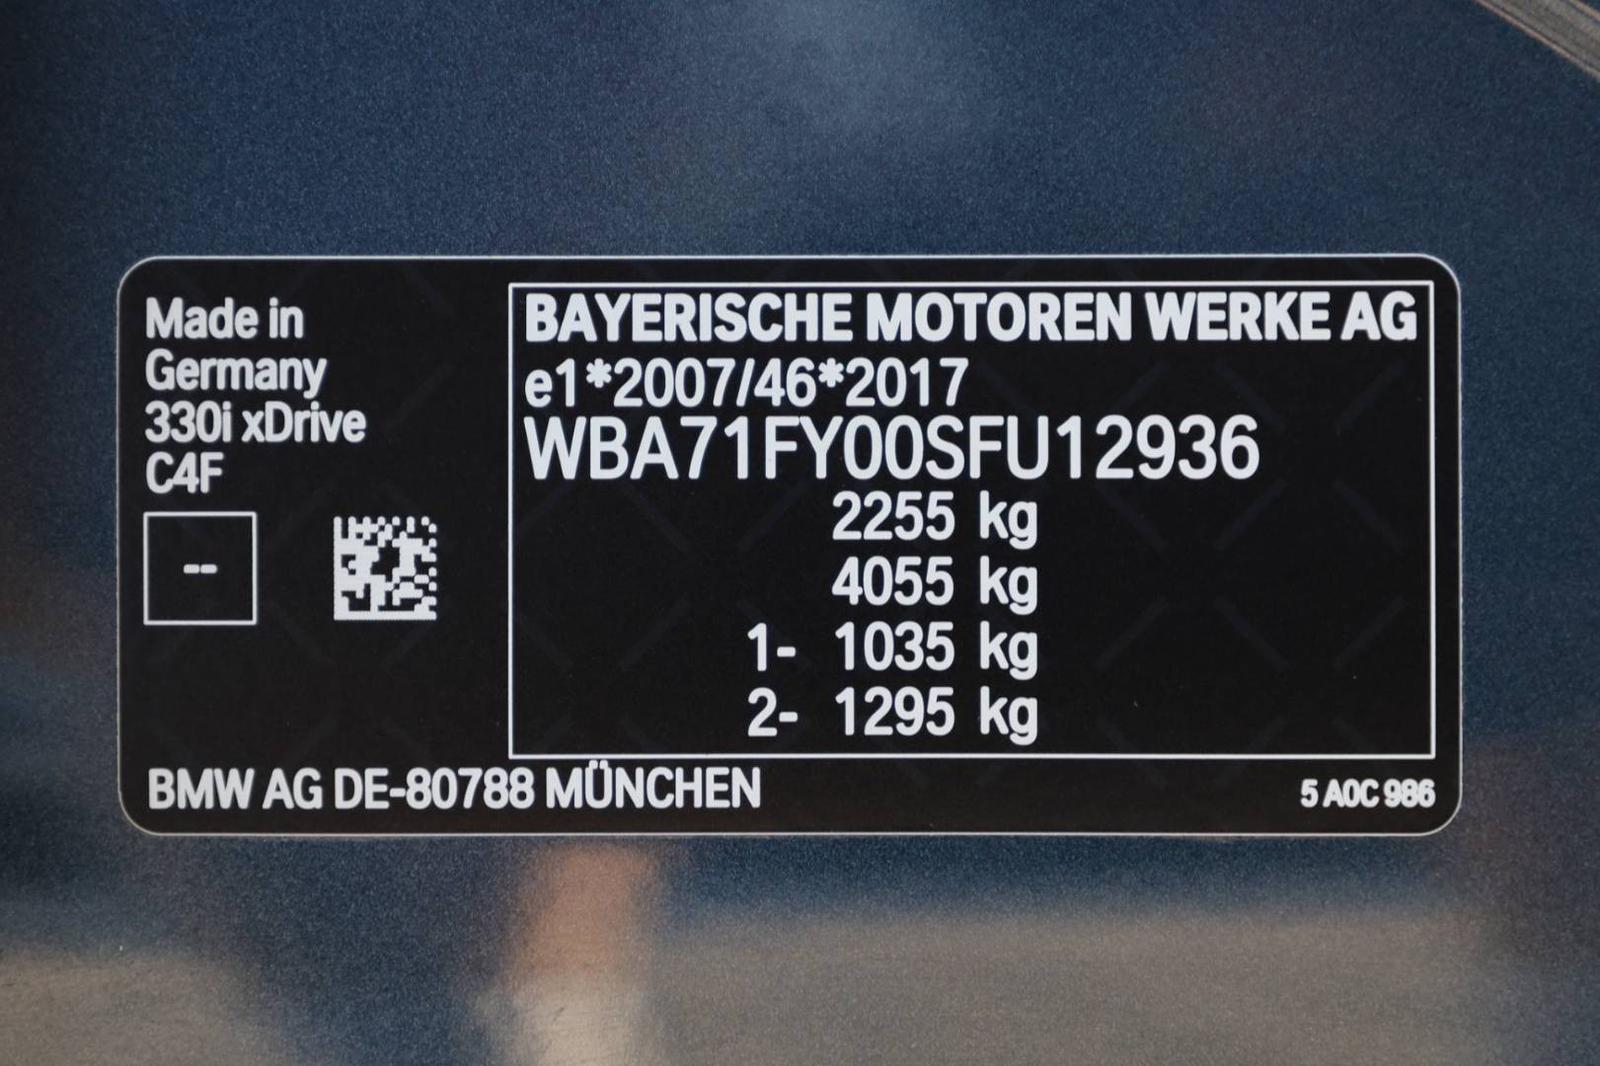 Made in
Germany
330i xDrive
C4F
--
BAYERISCHE MOTOREN WERKE AG
e1*2007/46*2017
WBA71FY00SFU12936
2255 kg
4055 kg
1- 1035 kg
2- 1295 kg
BMW AG DE-80788 MÜNCHEN
5 A0C 986